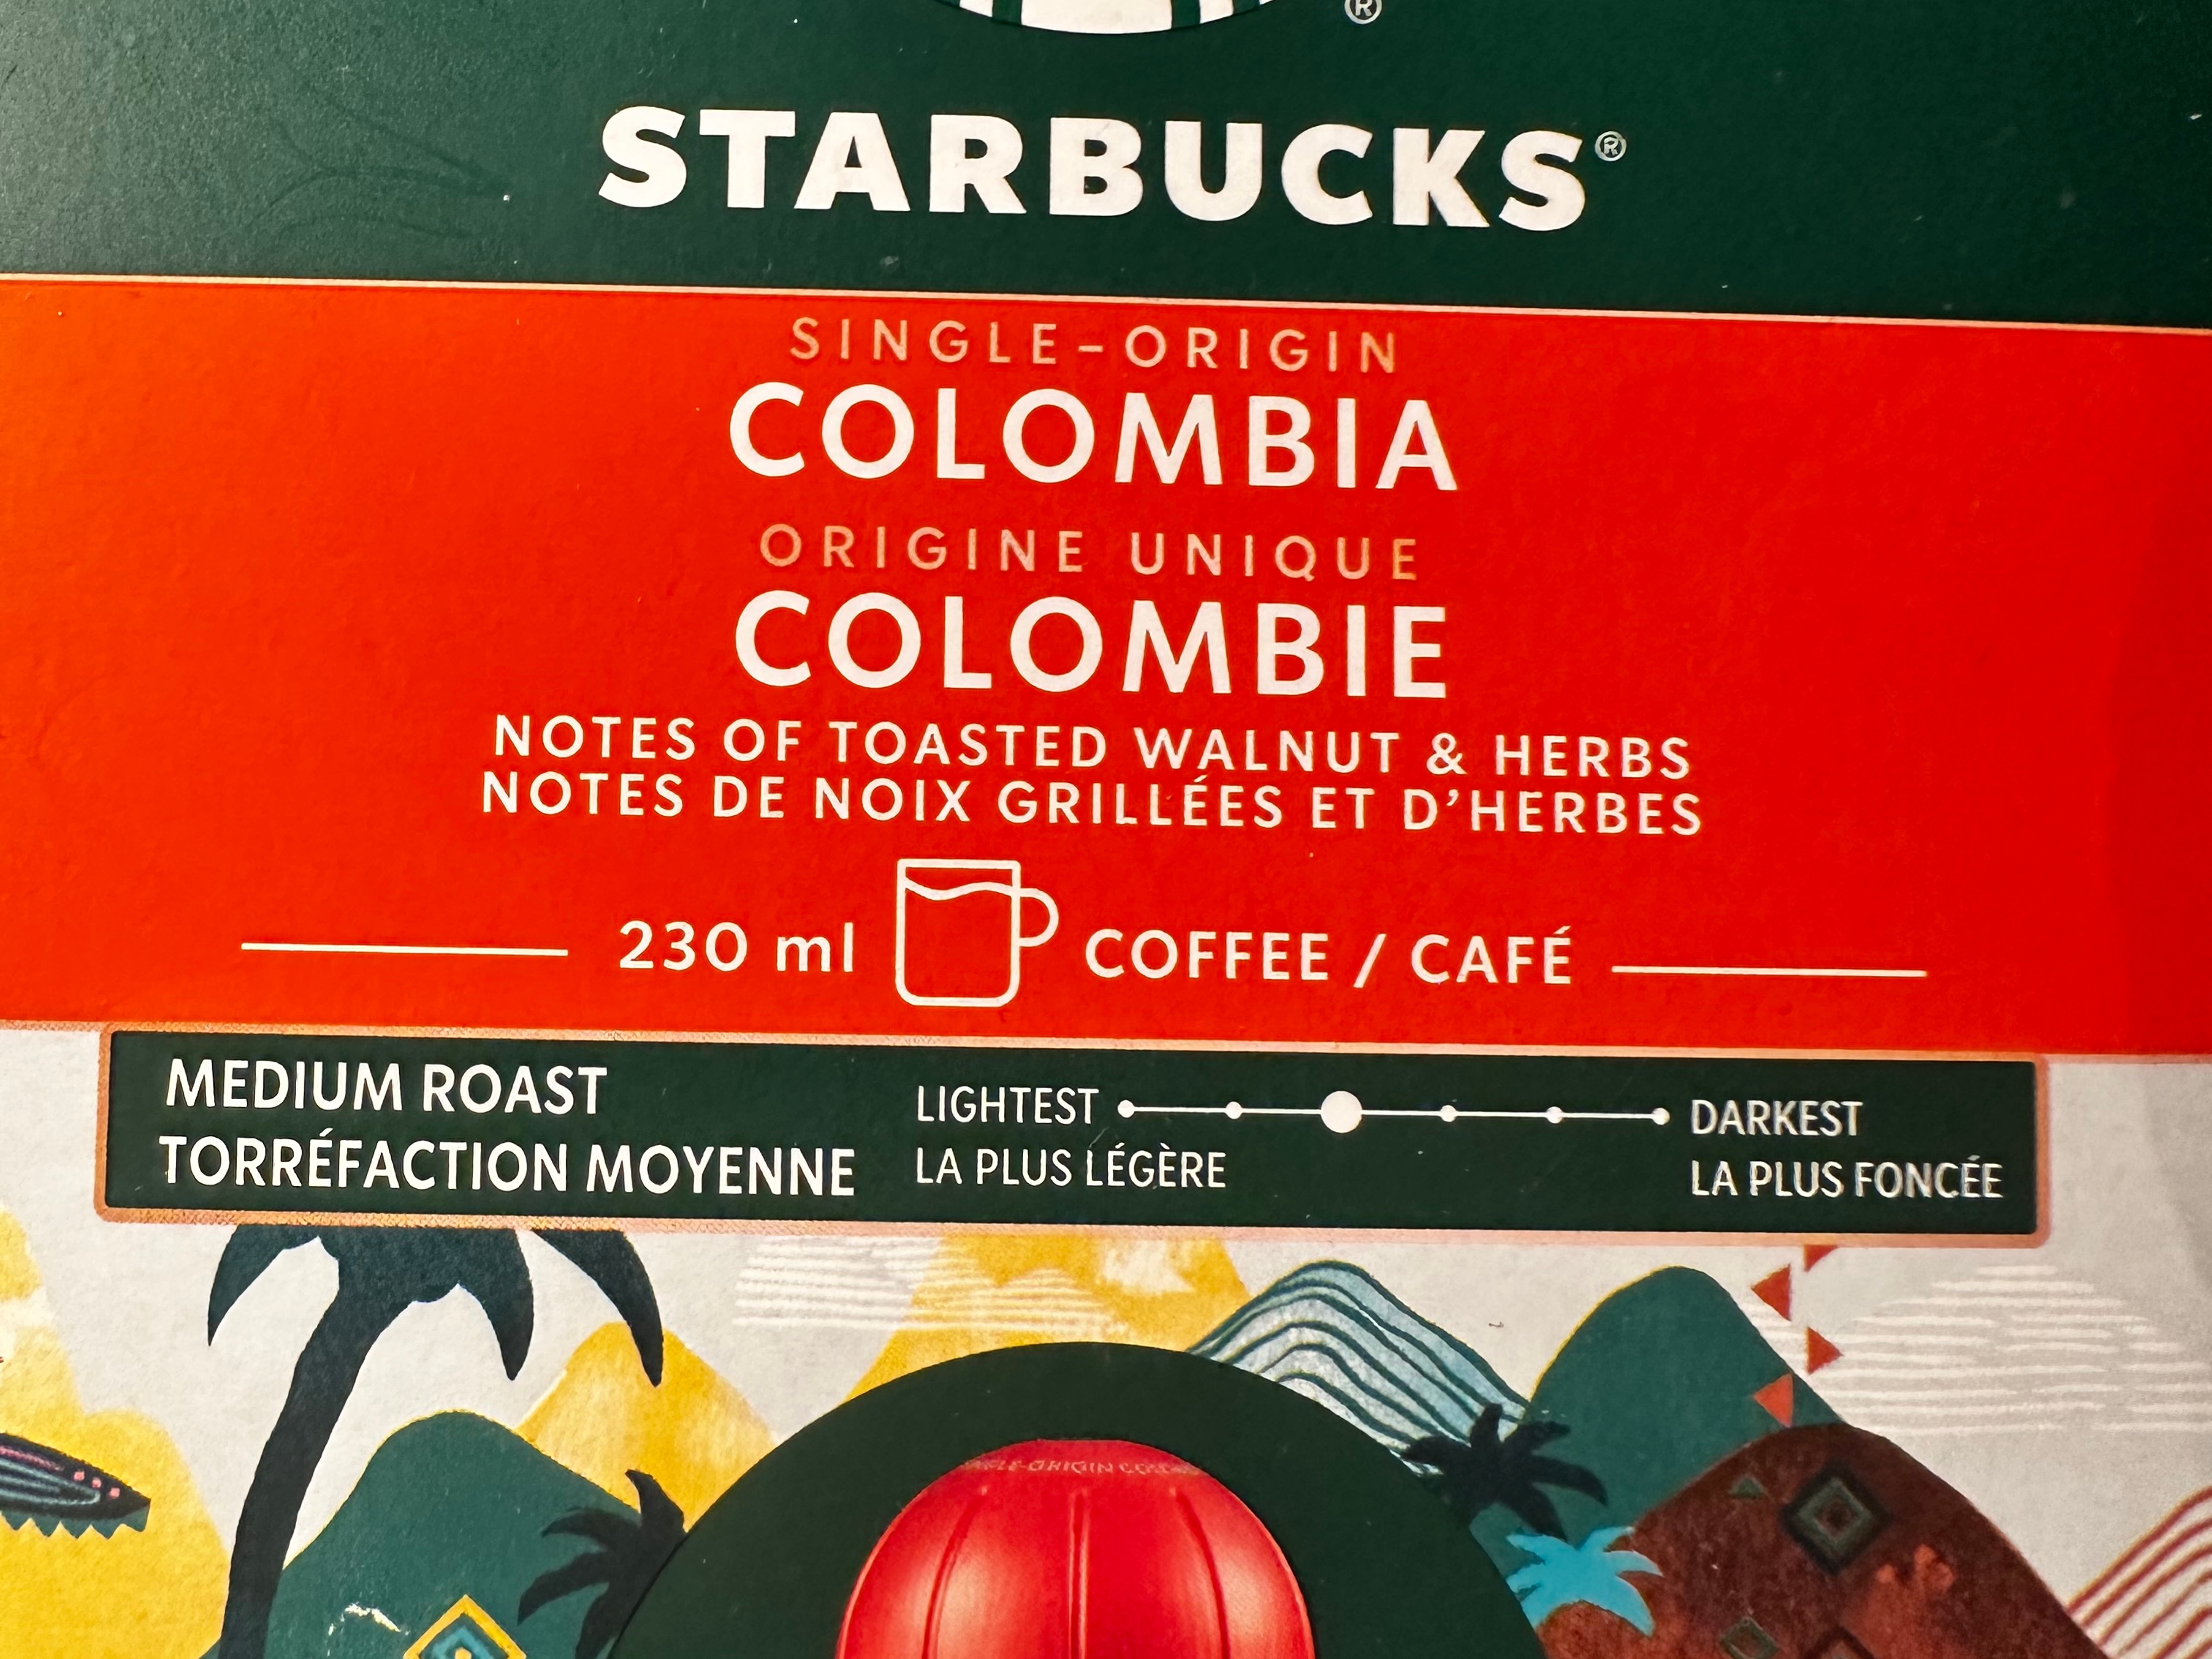 ®
STARBUCKS®
SINGLE-ORIGIN
COLOMBIA
ORIGINE UNIQUE
COLOMBIE
NOTES OF TOASTED WALNUT & HERBS
NOTES DE NOIX GRILLÉES ET D'HERBES
230 ml COFFEE / CAFÉ
MEDIUM ROAST
TORRÉFACTION MOYENNE
LIGHTEST
LA PLUS LÉGÈRE
DARKEST
LA PLUS FONCÉE